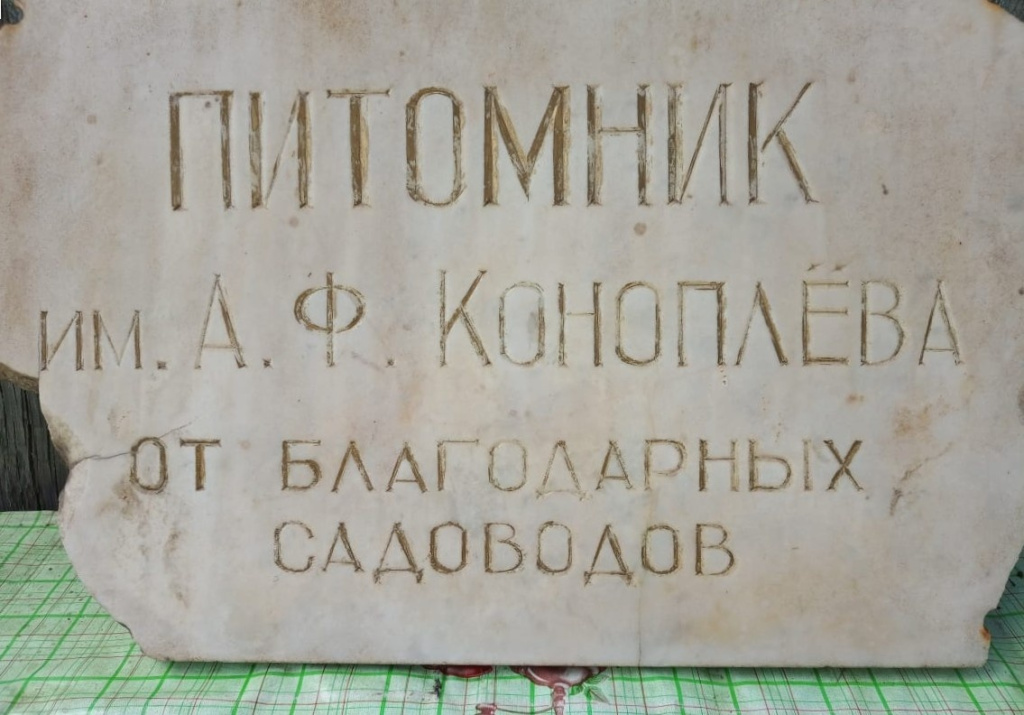 ПИТОМНИК
им. А. Ф. КОНОПЛЁВА
ОТ БЛАГОДАРНЫХ
САДОВОДОВ